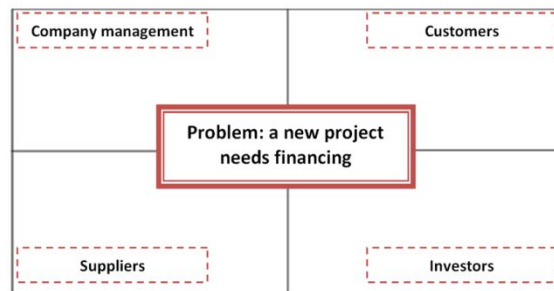 Company management
Customers
Problem: a new project
needs financing
Suppliers
Investors